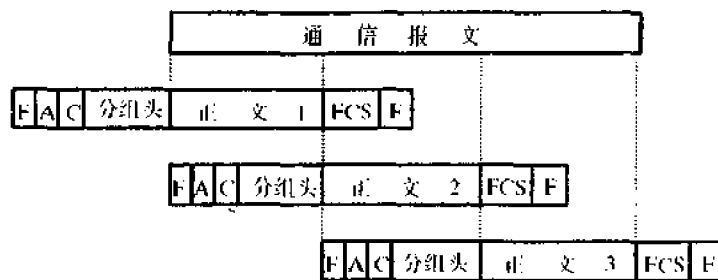 通信报文
F A C 分组头 正文1 FCS F
F A C 分组头 正文2 FCS F
F A C 分组头 正文3 FCS F